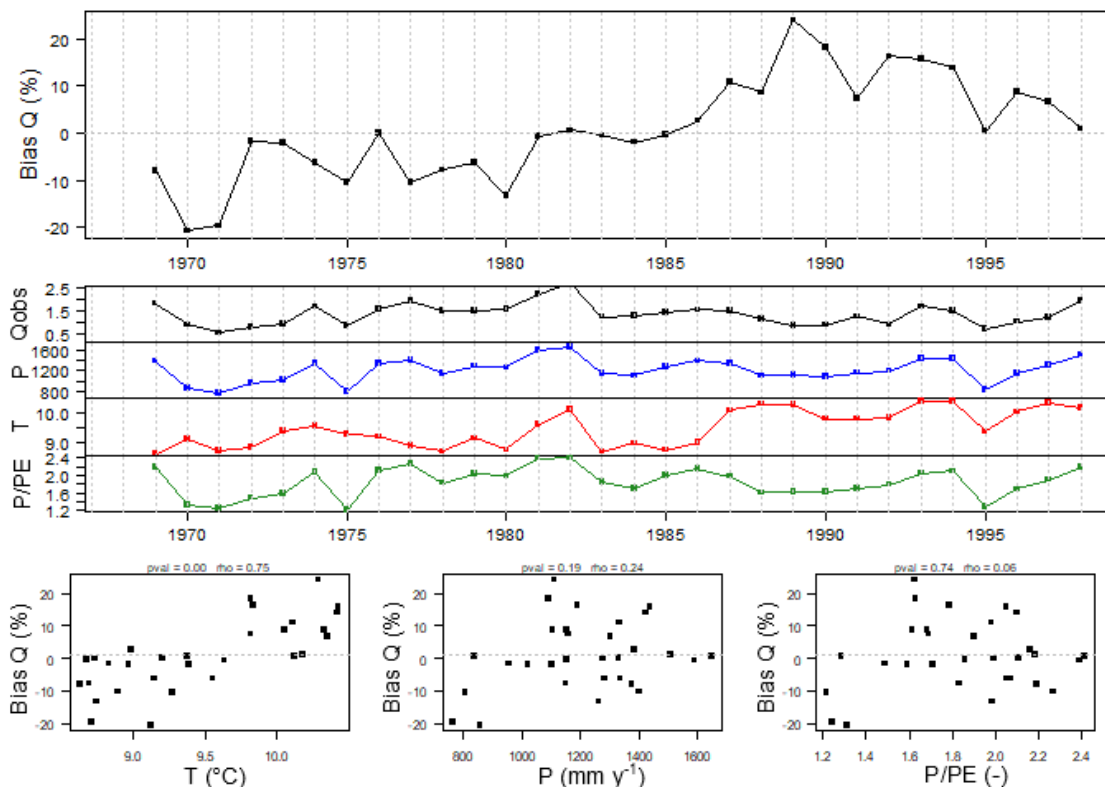 Bias Q (%)
20
10
0
-10
-20
1970 1975 1980 1985 1990 1995
Qobs
2.5
1.5
0.5
P
1600
1200
800
T
10.0
9.0
P/PE
2.4
2.0
1.6
1.2
1970 1975 1980 1985 1990 1995
pval = 0.00 rho = 0.75
Bias Q (%)
20
10
0
-10
-20
9.0 9.5 10.0
T (°C)
pval = 0.19 rho = 0.24
Bias Q (%)
20
10
0
-10
-20
800 1000 1200 1400 1600
P (mm y⁻¹)
pval = 0.74 rho = 0.06
Bias Q (%)
20
10
0
-10
-20
1.2 1.4 1.6 1.8 2.0 2.2 2.4
P/PE (-)